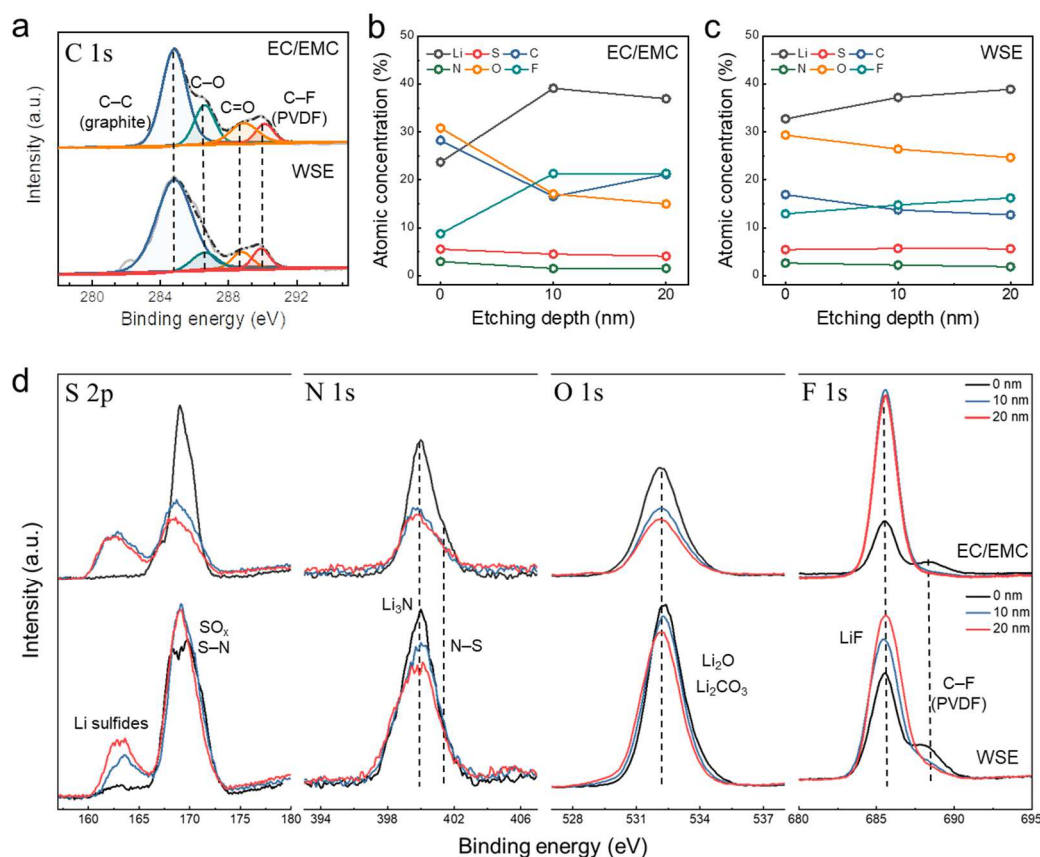 a
C 1s
EC/EMC
C–O
C–C
(graphite)
C=O
C–F
(PVDF)
WSE
Intensity (a.u.)
280 284 288 292
Binding energy (eV)
b
EC/EMC
Li S C
N O F
Atomic concentration (%)
50
40
30
20
10
0
0 10 20
Etching depth (nm)
c
WSE
Li S C
N O F
Atomic concentration (%)
50
40
30
20
10
0
0 10 20
Etching depth (nm)
d
S 2p
N 1s
O 1s
F 1s
0 nm
10 nm
20 nm
EC/EMC
0 nm
10 nm
20 nm
Intensity (a.u.)
SOₓ
S–N
Li sulfides
Li₃N
N–S
Li₂O
Li₂CO₃
LiF
C–F
(PVDF)
WSE
160 165 170 175 180
394 398 402 406
528 534 537
680 685 690 695
Binding energy (eV)